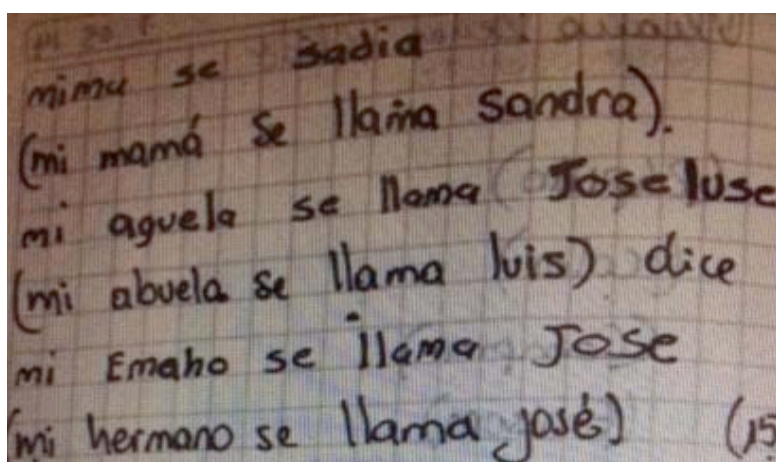 mimu se sadia
(mi mamá se llama sandra).
mi aguela se llama Jose luse
(mi abuela se llama luis) dice
mi Emaho se llama Jose
(mi hermano se llama josé) (15